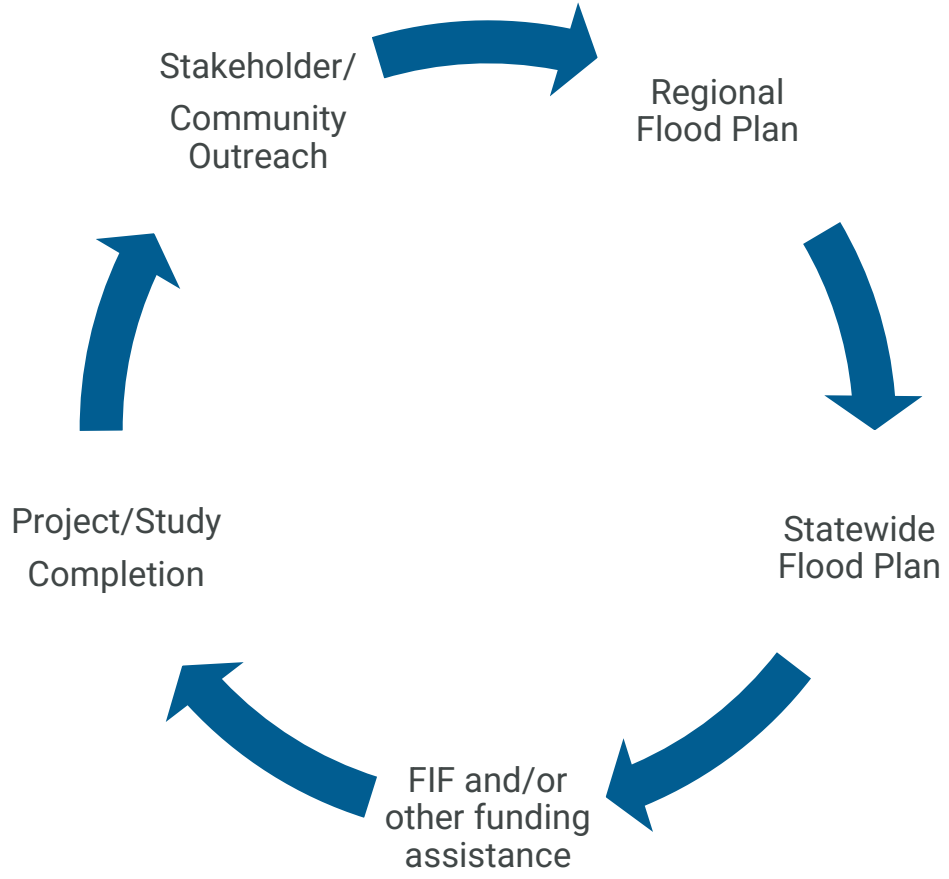 Stakeholder/
Community
Outreach
Regional
Flood Plan
Statewide
Flood Plan
FIF and/or
other funding
assistance
Project/Study
Completion